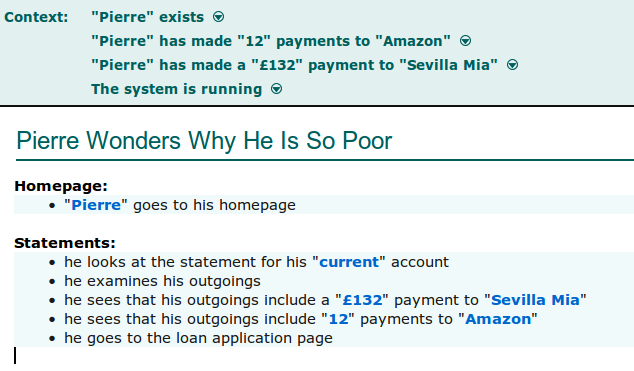 Context: "Pierre" exists
"Pierre" has made "12" payments to "Amazon"
"Pierre" has made a "£132" payment to "Sevilla Mia"
The system is running
Pierre Wonders Why He Is So Poor
Homepage:
• "Pierre" goes to his homepage
Statements:
• he looks at the statement for his "current" account
• he examines his outgoings
• he sees that his outgoings include a "£132" payment to "Sevilla Mia"
• he sees that his outgoings include "12" payments to "Amazon"
• he goes to the loan application page